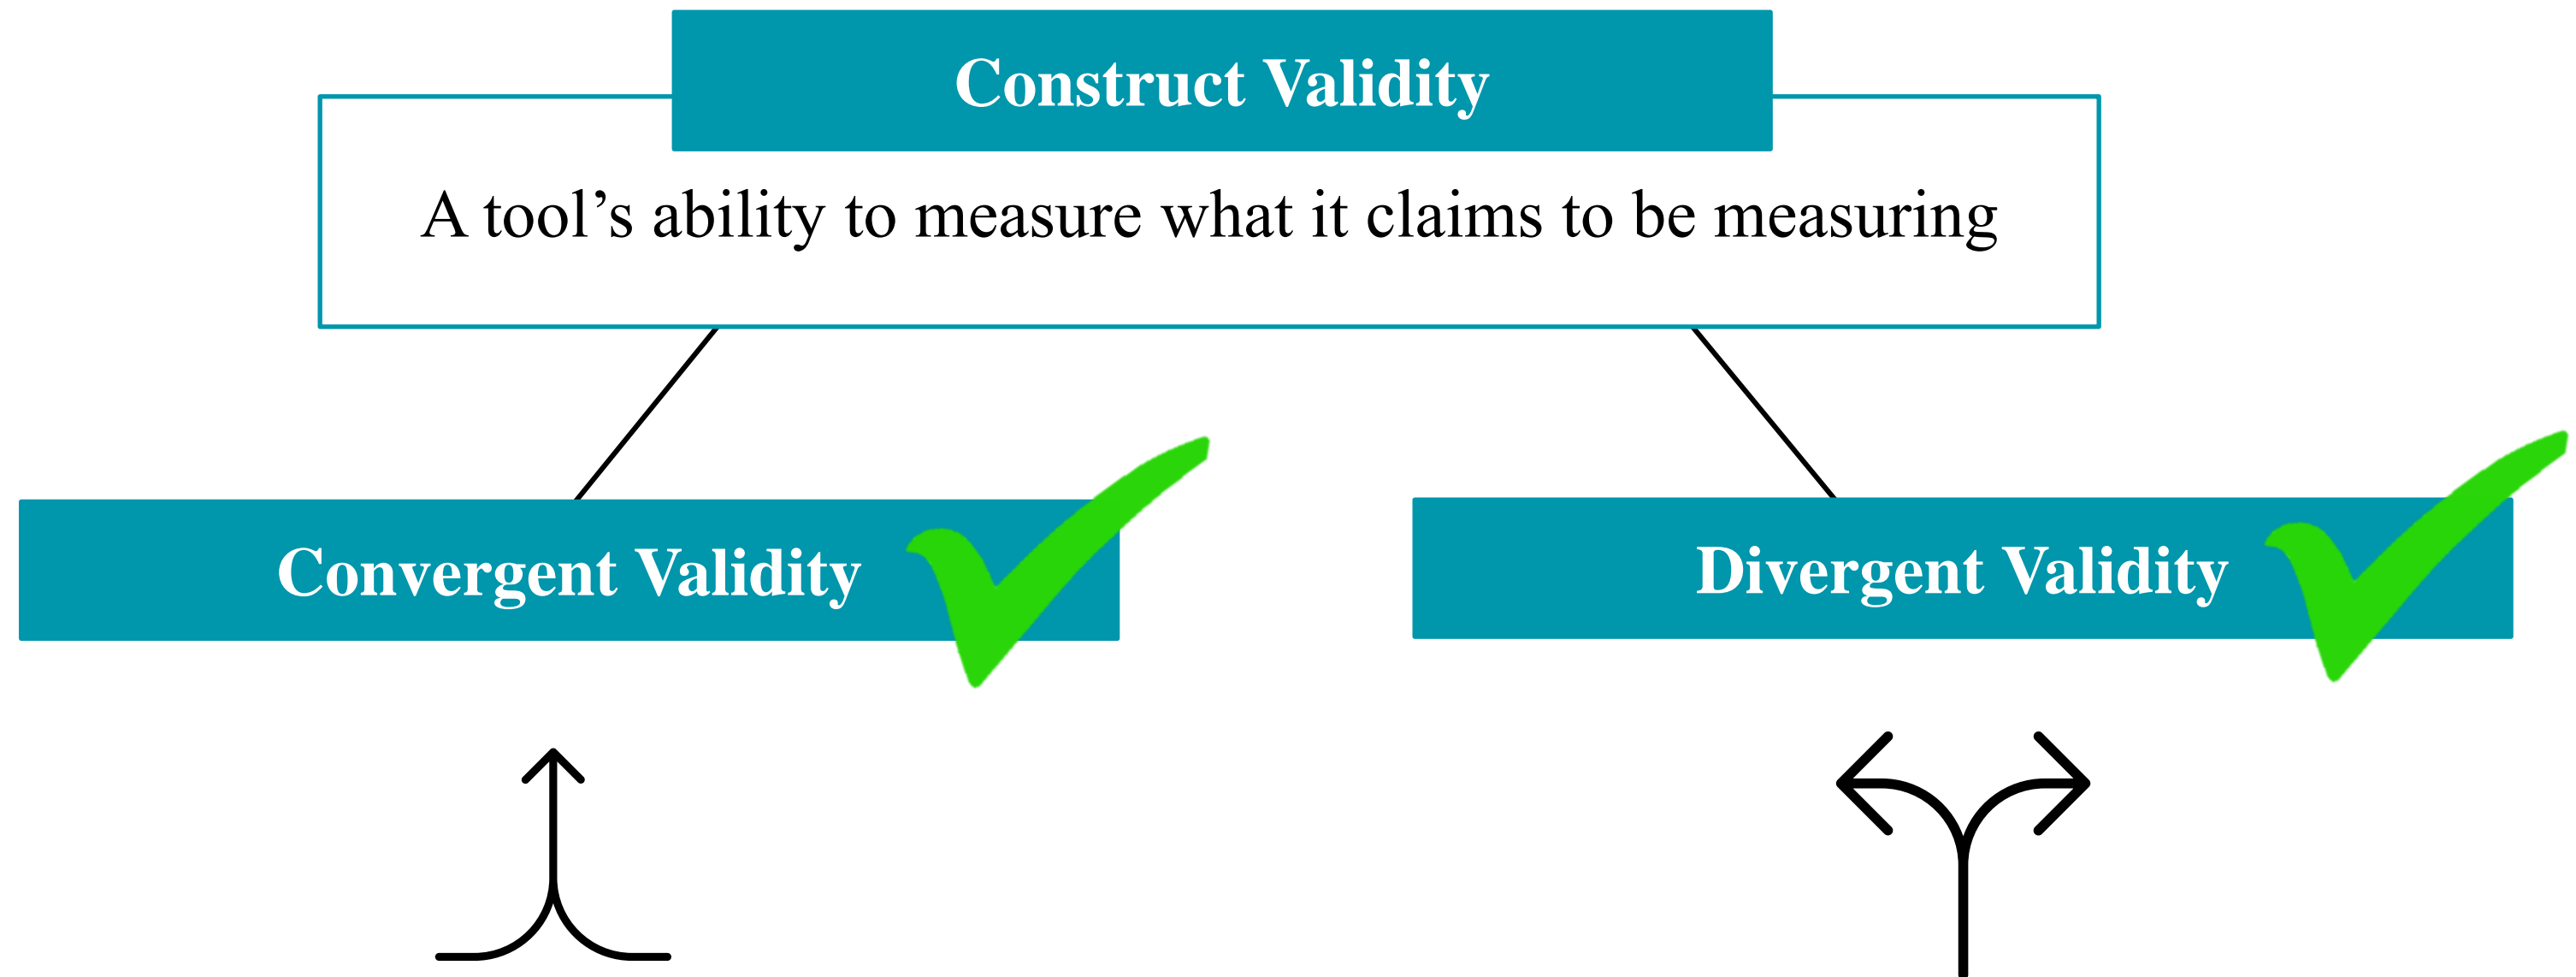 Construct Validity
A tool’s ability to measure what it claims to be measuring
Convergent Validity
Divergent Validity